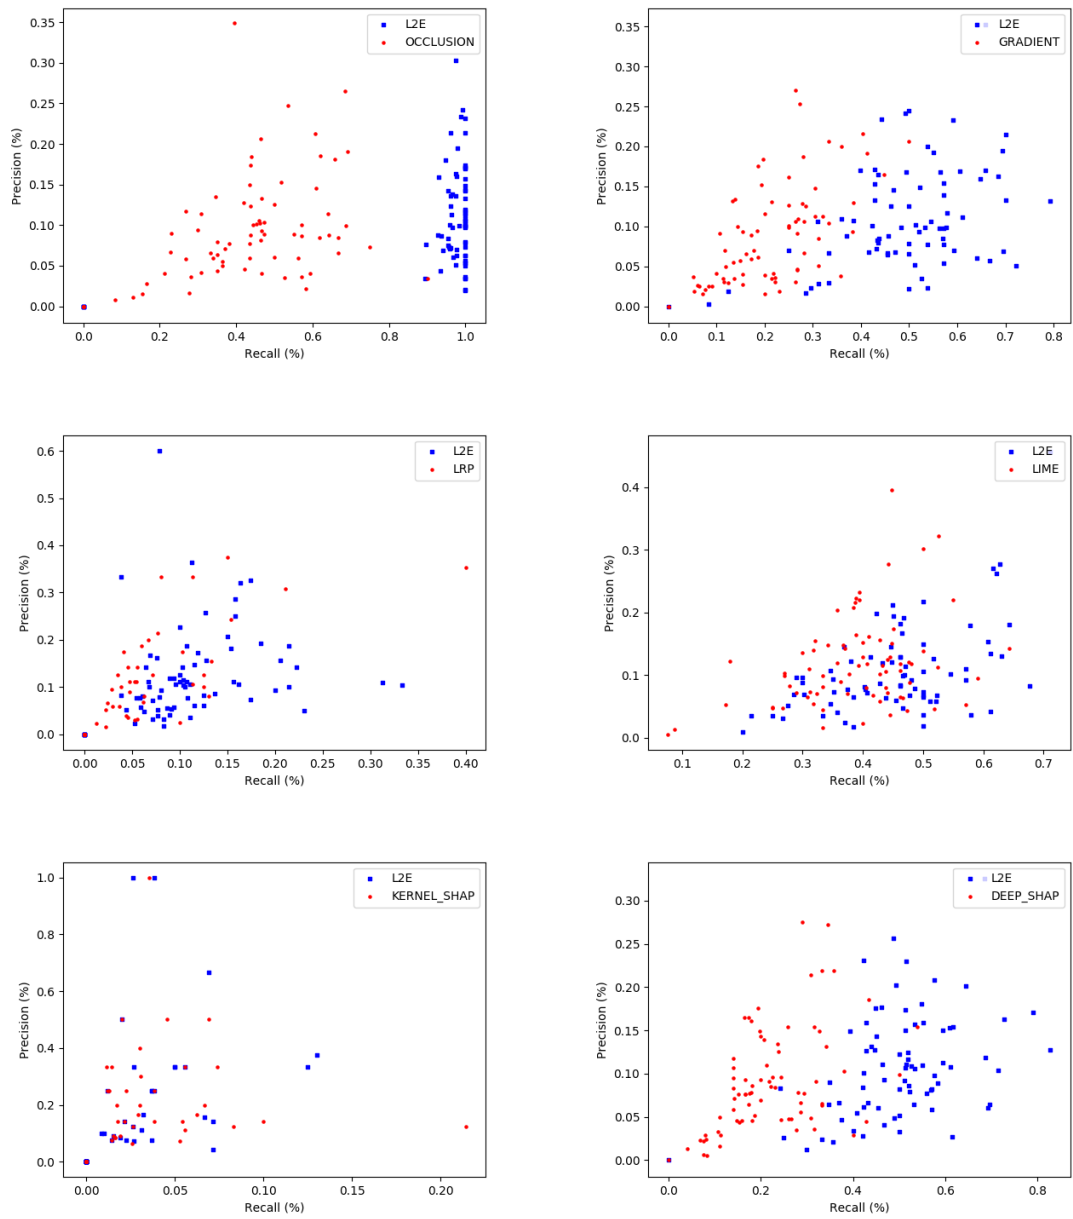 L2E
OCCLUSION
0.35
0.30
0.25
0.20
0.15
0.10
0.05
0.00
Precision (%)
0.0 0.2 0.4 0.6 0.8 1.0
Recall (%)
L2E
GRADIENT
0.35
0.30
0.25
0.20
0.15
0.10
0.05
0.00
Precision (%)
0.0 0.1 0.2 0.3 0.4 0.5 0.6 0.7 0.8
Recall (%)
L2E
LRP
0.6
0.5
0.4
0.3
0.2
0.1
0.0
Precision (%)
0.00 0.05 0.10 0.15 0.20 0.25 0.30 0.35 0.40
Recall (%)
L2E
LIME
0.4
0.3
0.2
0.1
0.0
Precision (%)
0.1 0.2 0.3 0.4 0.5 0.6 0.7
Recall (%)
L2E
KERNEL_SHAP
1.0
0.8
0.6
0.4
0.2
0.0
Precision (%)
0.00 0.05 0.10 0.15 0.20
Recall (%)
L2E
DEEP_SHAP
0.30
0.25
0.20
0.15
0.10
0.05
0.00
Precision (%)
0.0 0.2 0.4 0.6 0.8
Recall (%)